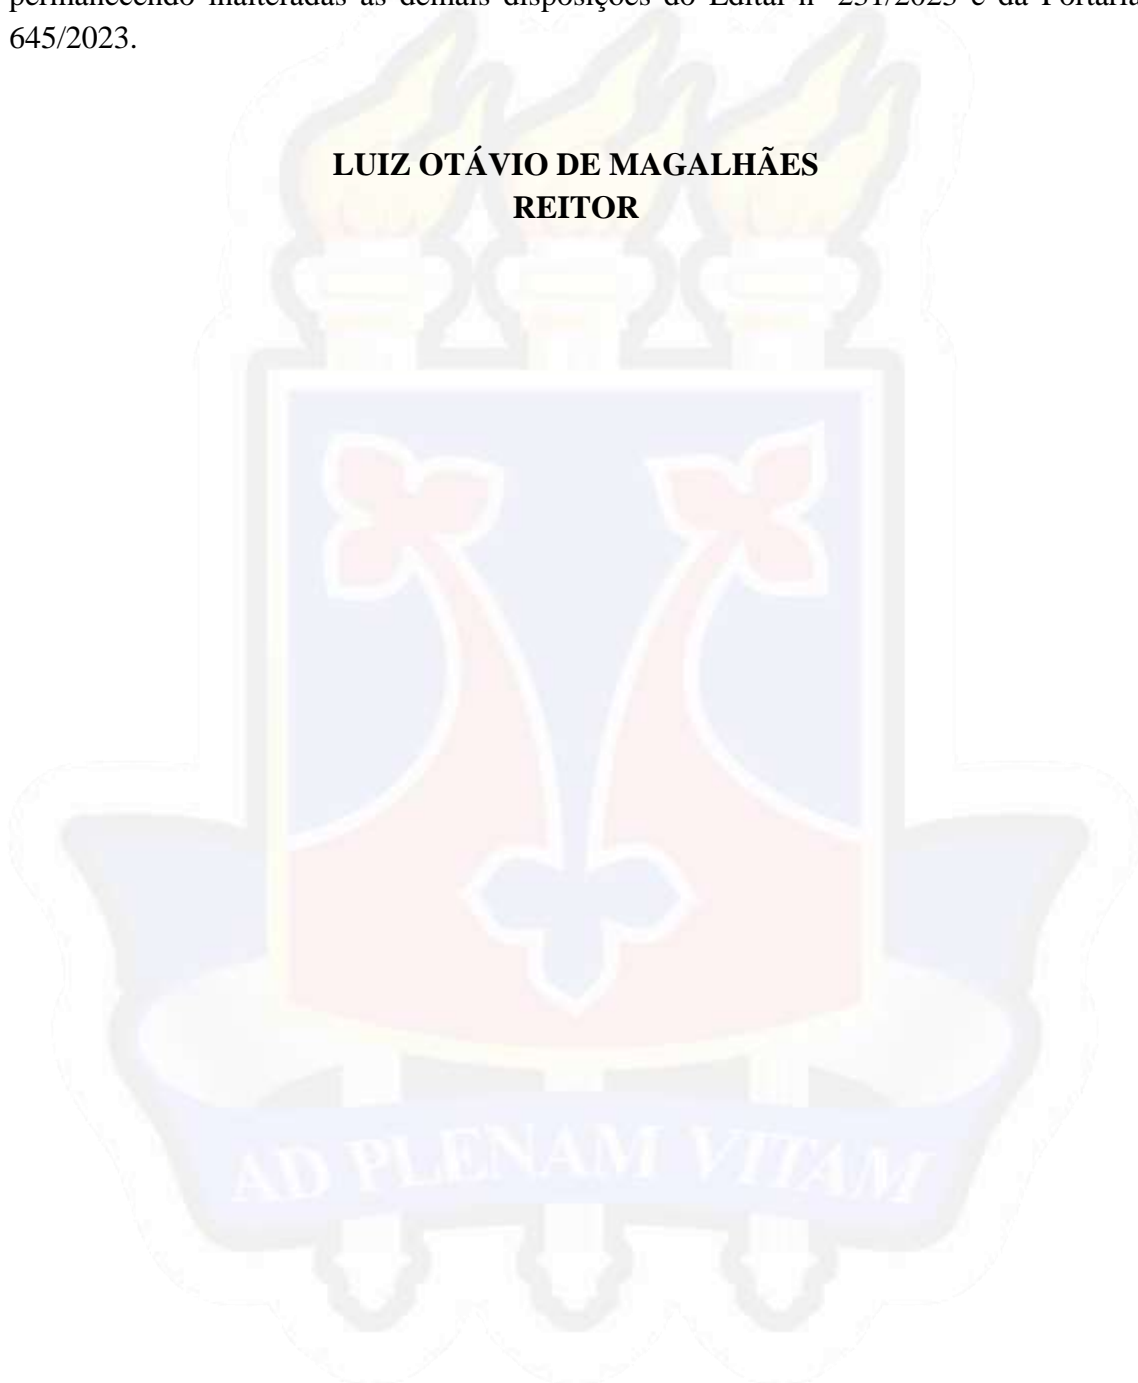 permanecendo inalteradas as demais disposições do Edital nº 231/2023 e da Portaria
645/2023.
LUIZ OTÁVIO DE MAGALHÃES
REITOR
AD PLENAM VITAM